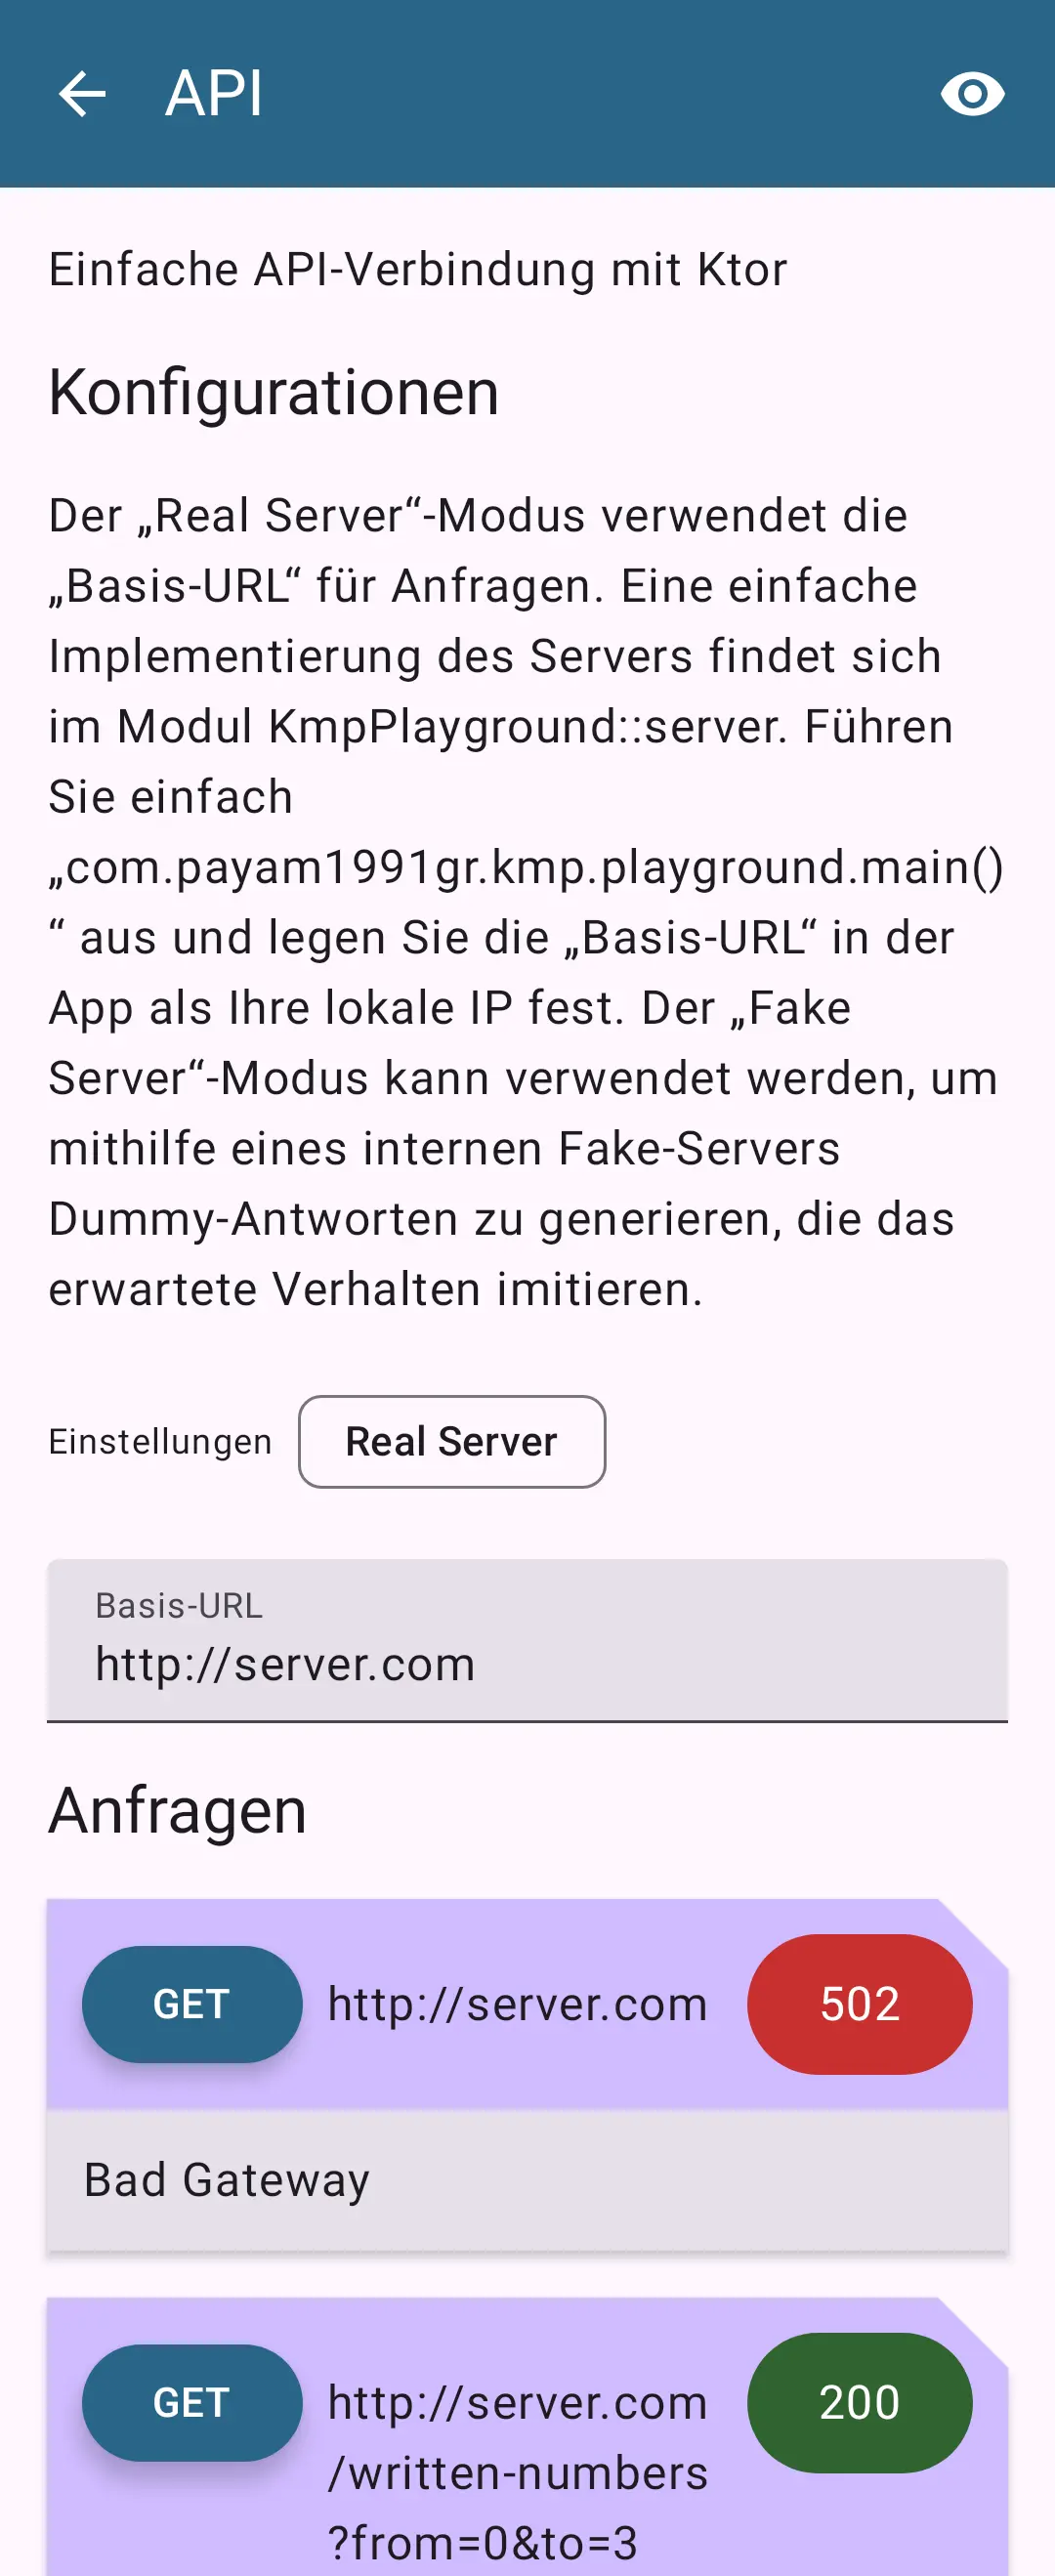 API
Einfache API-Verbindung mit Ktor
Konfigurationen
Der „Real Server“-Modus verwendet die
„Basis-URL“ für Anfragen. Eine einfache
Implementierung des Servers findet sich
im Modul KmpPlayground::server. Führen
Sie einfach
„com.payam1991gr.kmp.playground.main()
“ aus und legen Sie die „Basis-URL“ in der
App als Ihre lokale IP fest. Der „Fake
Server“-Modus kann verwendet werden, um
mithilfe eines internen Fake-Servers
Dummy-Antworten zu generieren, die das
erwartete Verhalten imitieren.
Einstellungen Real Server
Basis-URL
http://server.com
Anfragen
GET http://server.com 502
Bad Gateway
GET http://server.com 200
/written-numbers
?from=0&to=3